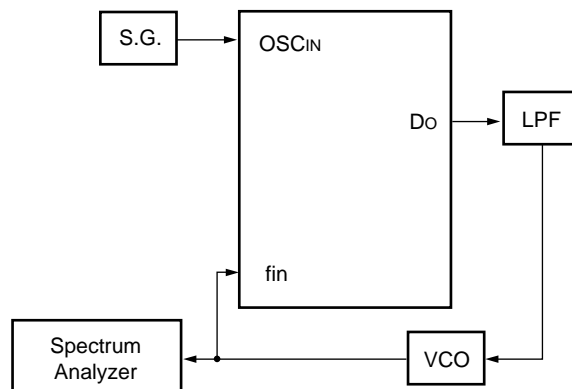 S.G.
OSCIN
DO
LPF
fin
Spectrum
Analyzer
VCO